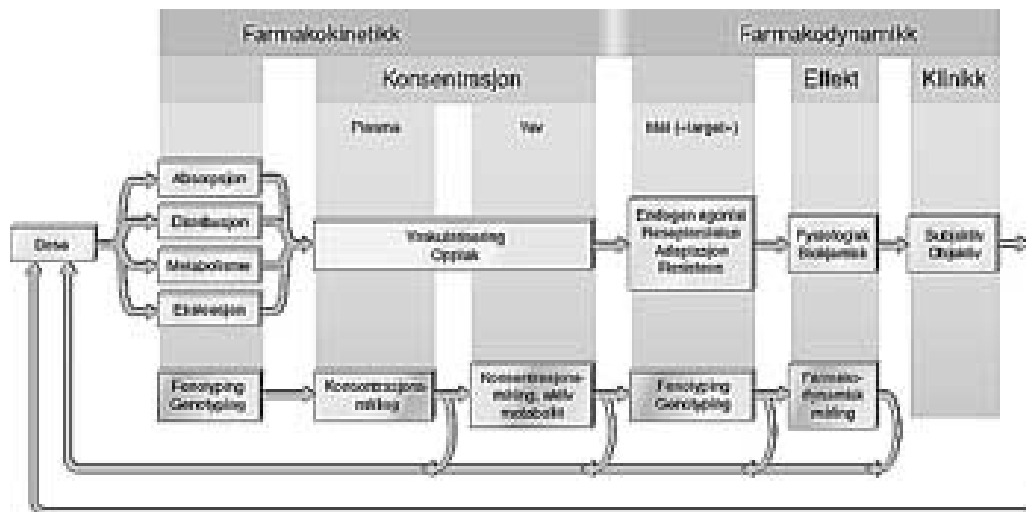 Farmakokinetikk
Farmakodynamikk
Konsentrasjon
Effekt
Klinikk
Plasma
Vev
Mål («target»)
Absorpsjon
Distribusjon
Metabolisme
Ekskresjon
Dose
Opptak
Endogen agonist
Reseptorstatus
Adaptasjon
Resistens
Fysiologisk
Biokjemisk
Subjektiv
Objektiv
Fenotyping
Genotyping
Konsentrasjons-
måling
Konsentrasjons-
måling, aktiv
metabolitt
Fenotyping
Genotyping
Farmako-
dynamisk
måling